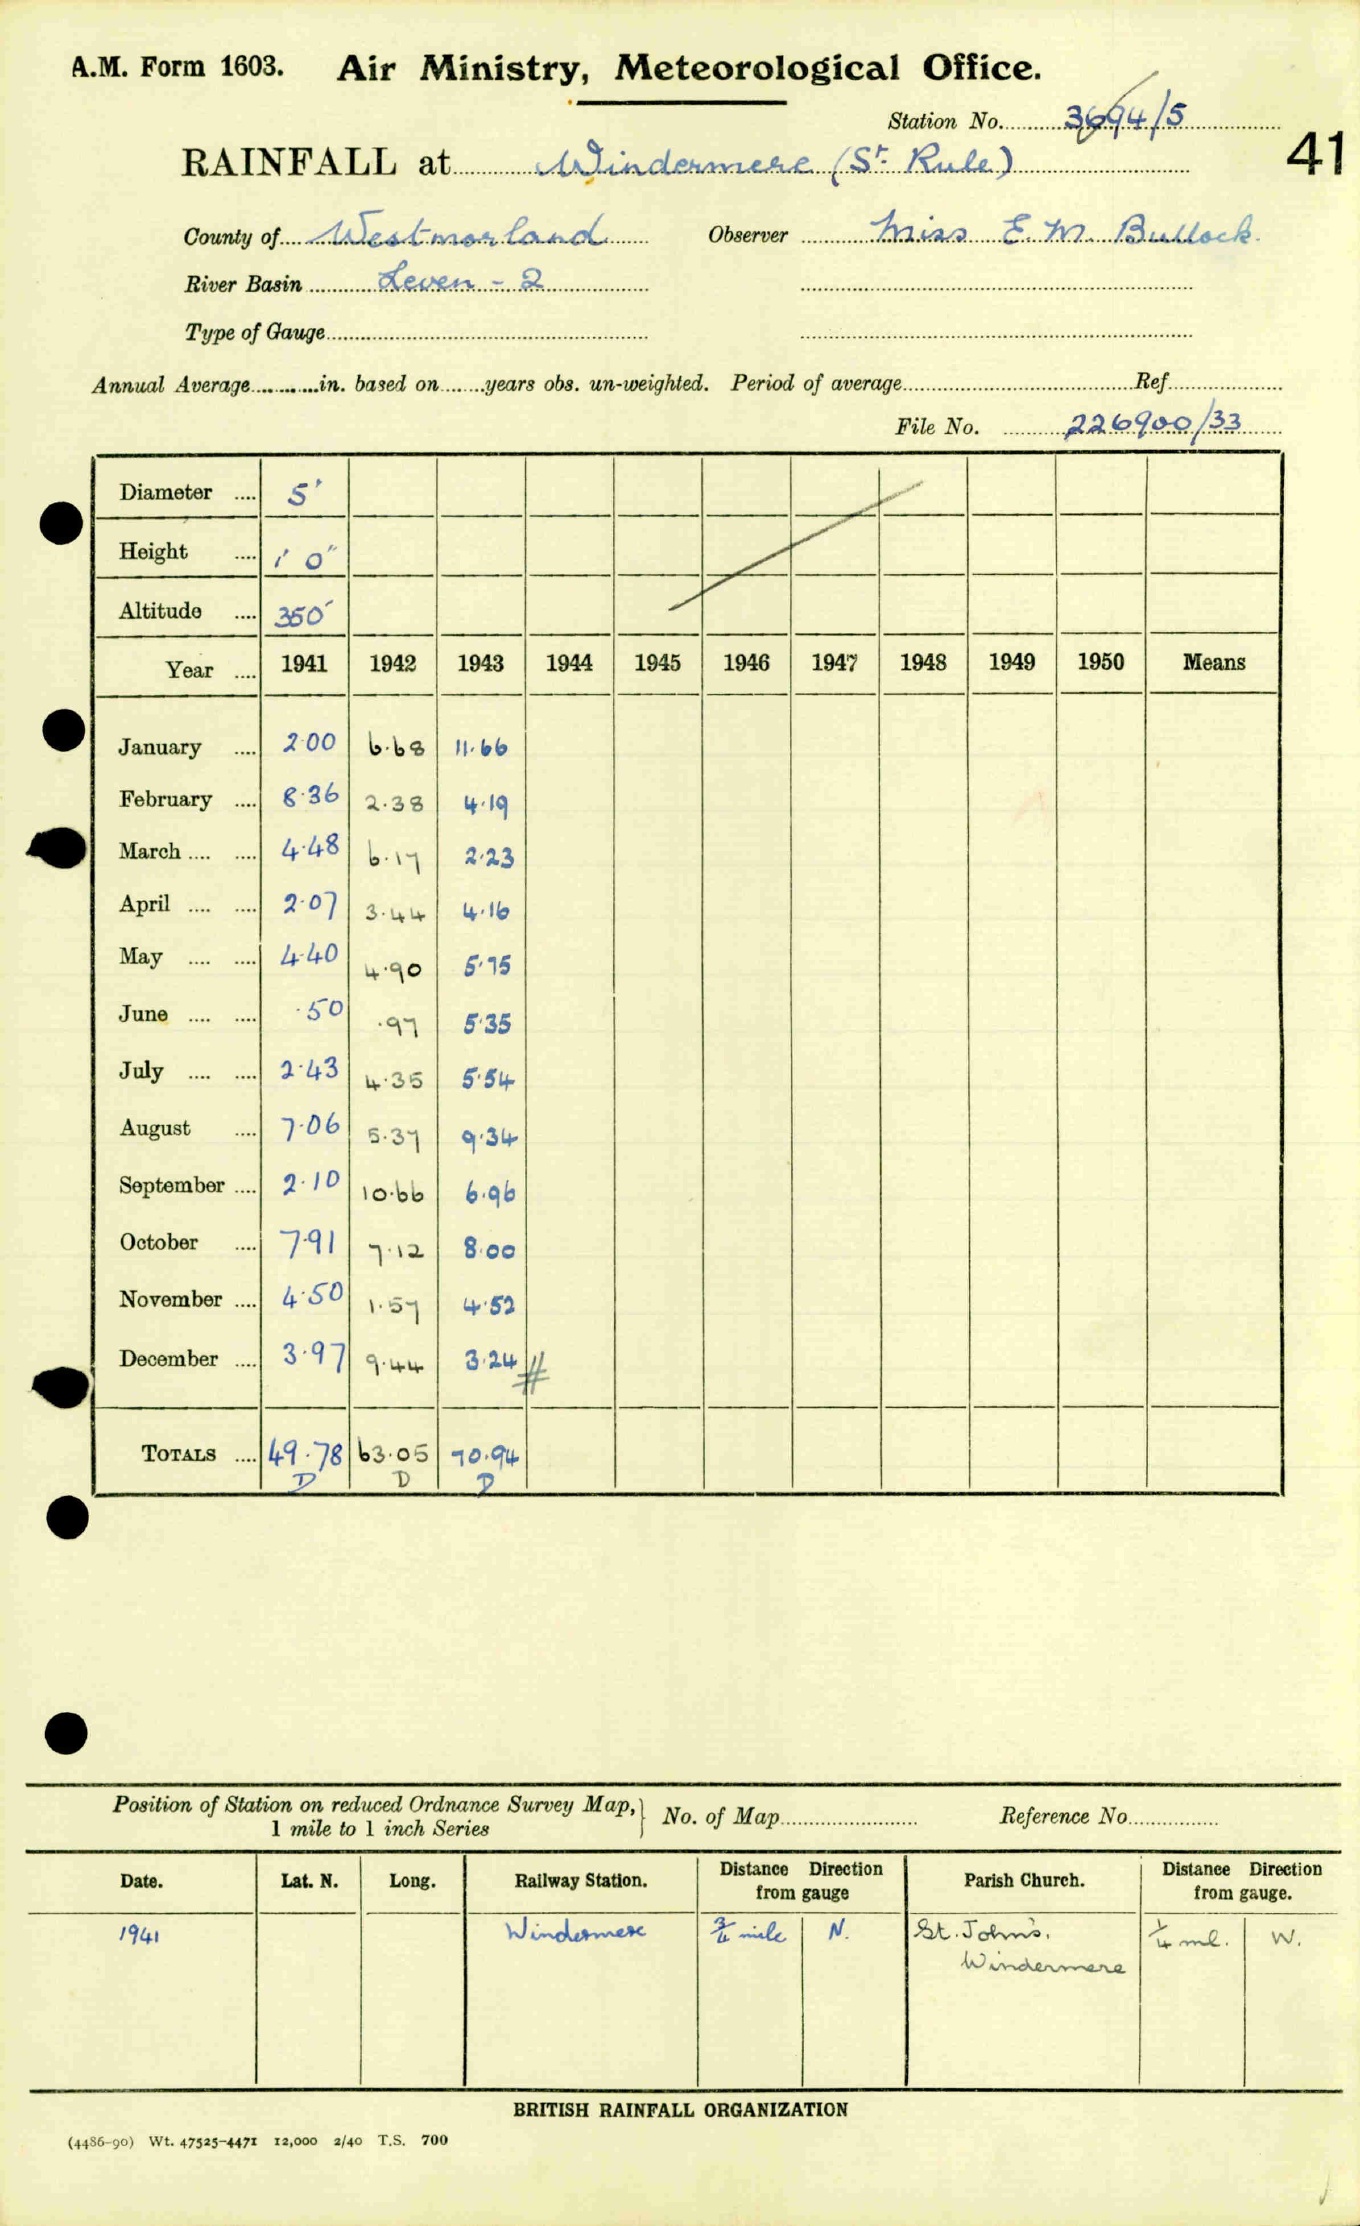 A.M. Form 1603. Air Ministry, Meteorological Office.
Station No. 3694/5
41
RAINFALL at Windermere (St. Rule)
County of Westmorland Observer Miss E. M. Bullock.
River Basin Leven - 2
Type of Gauge
Annual Average in. based on years obs. un-weighted. Period of average Ref
File No. 226900/33
Diameter .... 5'
Height .... 1' 0"
Altitude .... 350'
Year .... 1941 1942 1943 1944 1945 1946 1947 1948 1949 1950 Means
January .... 2·00 6·68 11·66
February .... 8·36 2·38 4·19
March .... .... 4·48 6·17 2·23
April .... .... 2·07 3·44 4·16
May .... .... 4·40 4·90 5·75
June .... .... ·50 ·97 5·35
July .... .... 2·43 4·35 5·54
August .... 7·06 5·37 9·34
September .... 2·10 10·66 6·96
October .... 7·91 7·12 8·00
November .... 4·50 1·57 4·52
December .... 3·97 9·44 3·24 #
TOTALS .... 49·78 63·05 70·94
D D D
Position of Station on reduced Ordnance Survey Map, 1 mile to 1 inch Series } No. of Map Reference No.
Date. Lat. N. Long. Railway Station. Distance Direction from gauge Parish Church. Distance Direction from gauge.
1941 Windermere 3/4 mile N. St. John's, 1/4 ml. W.
Windermere
BRITISH RAINFALL ORGANIZATION
(4486-90) Wt. 47525-4471 12,000 2/40 T.S. 700